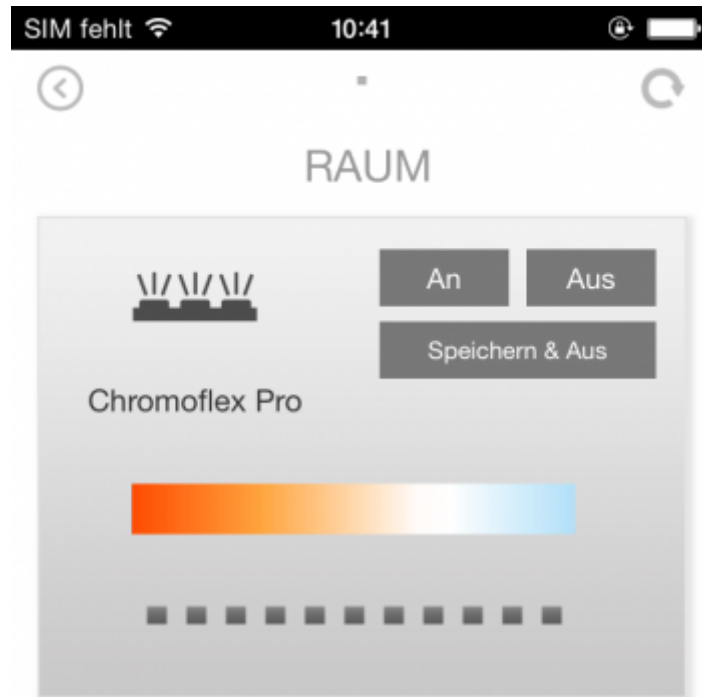 SIM fehlt 10:41
RAUM
An Aus
Speichern & Aus
Chromoflex Pro